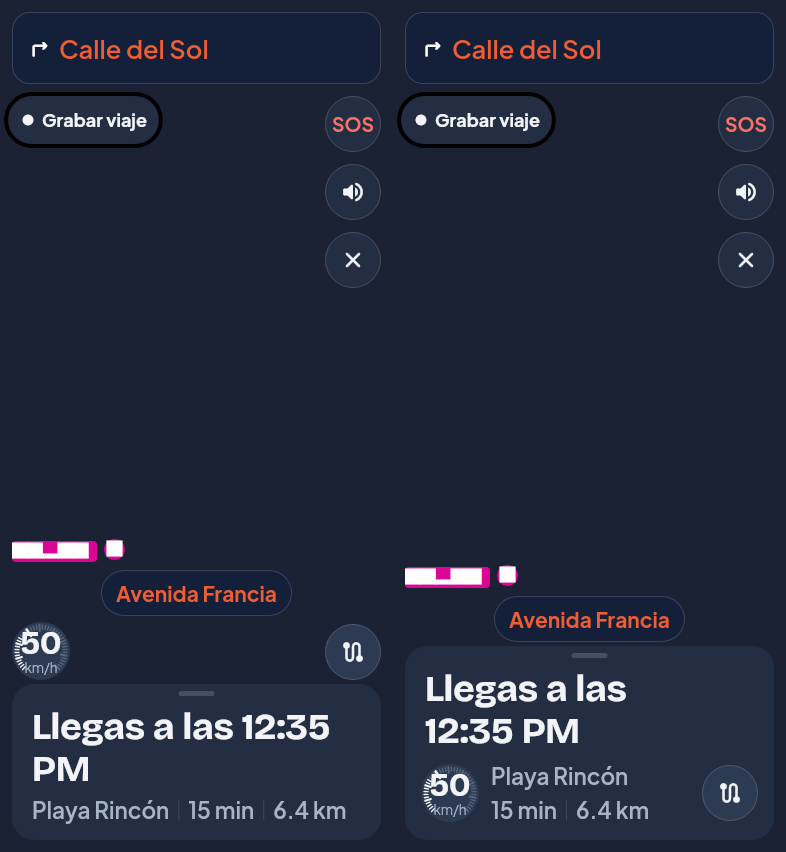 Calle del Sol
Grabar viaje
SOS
Avenida Francia
50
km/h
Llegas a las 12:35
PM
Playa Rincón 15 min 6.4 km
Calle del Sol
Grabar viaje
SOS
Avenida Francia
Llegas a las
12:35 PM
50
km/h
Playa Rincón
15 min 6.4 km